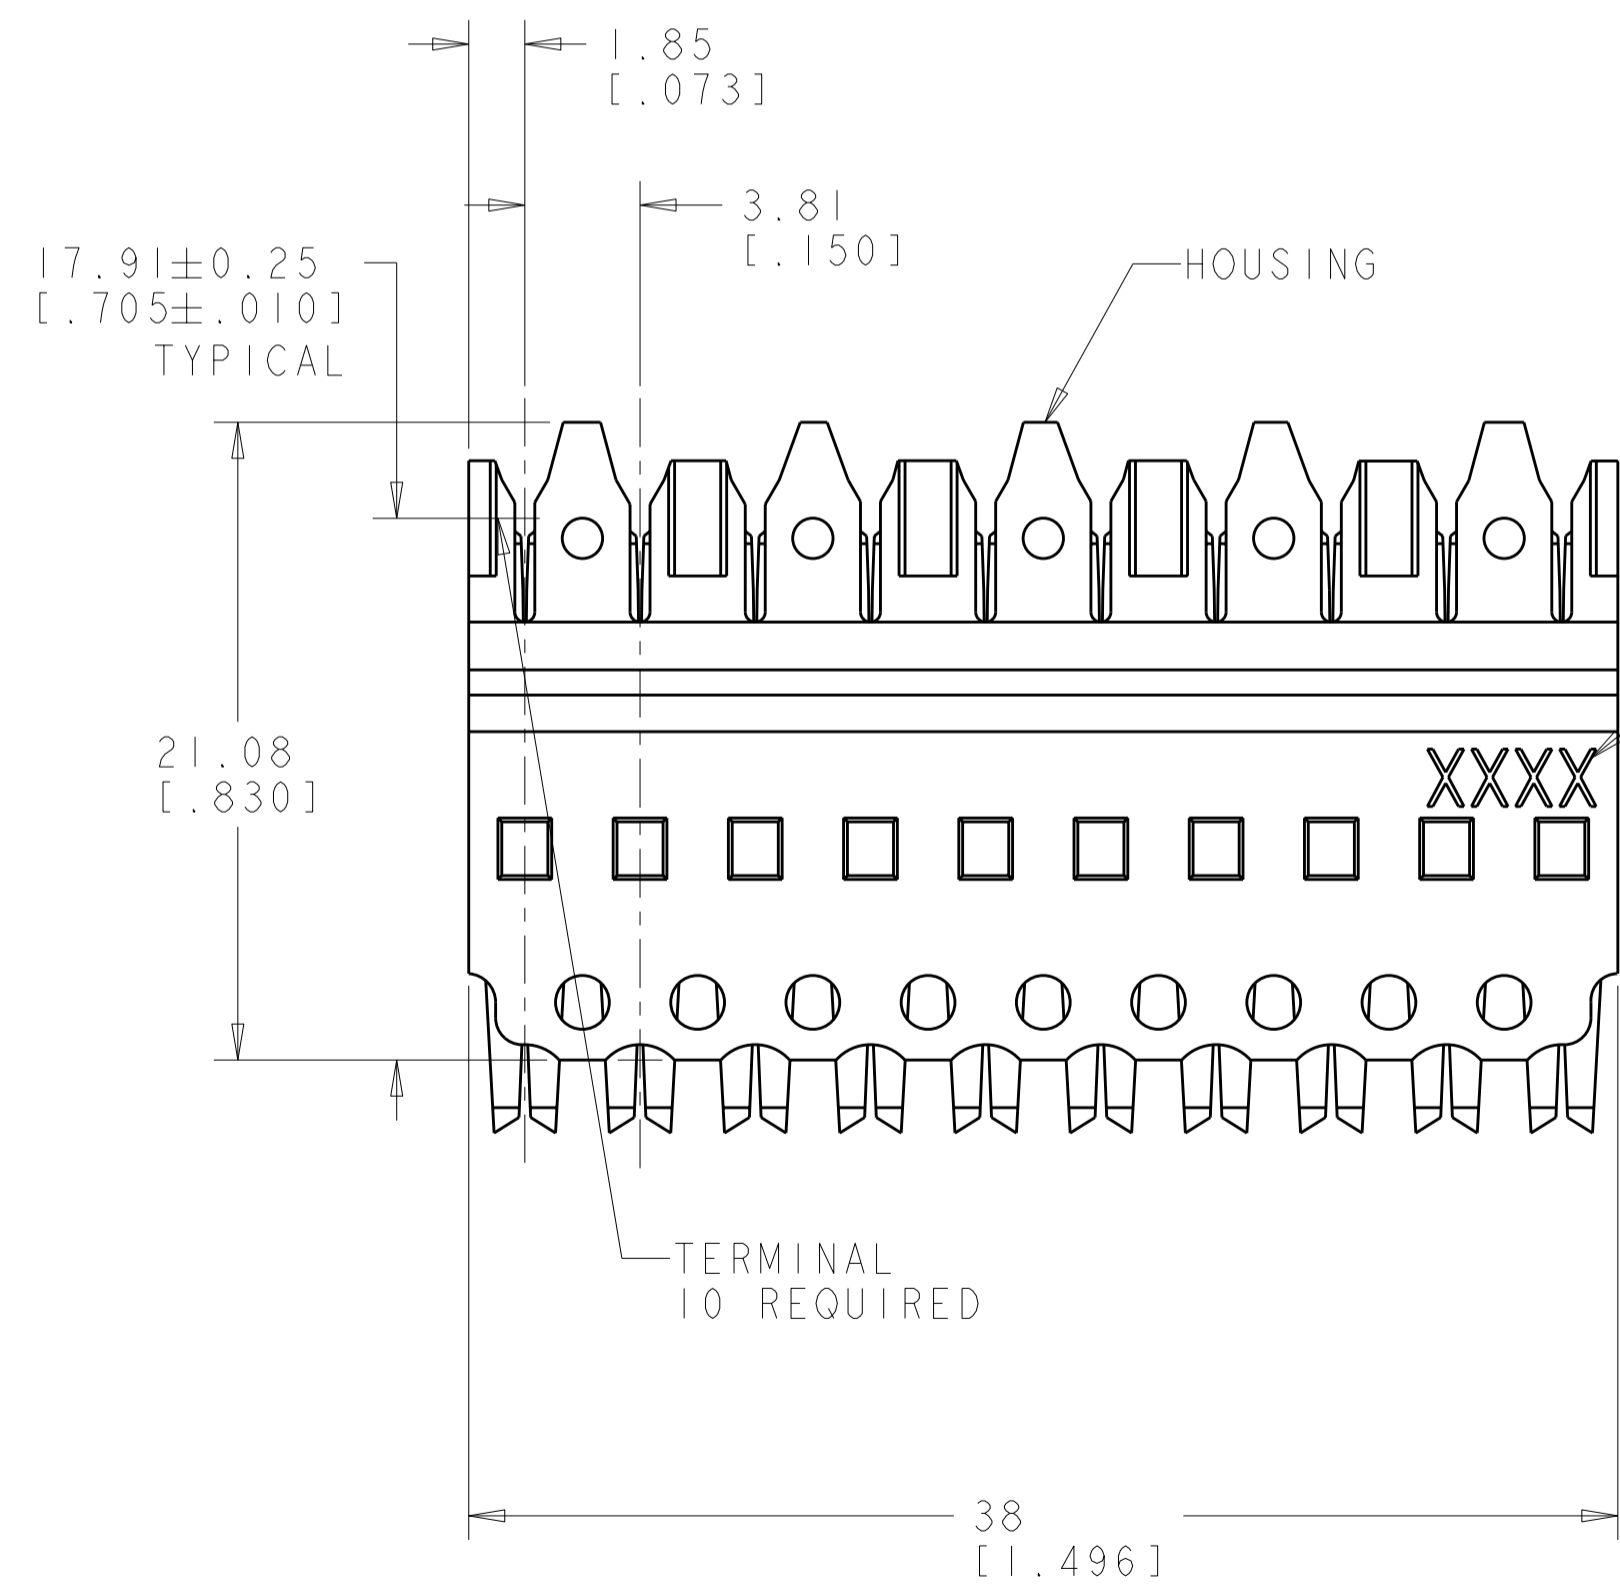 1.85
[.073]
3.81
[.150]
17.91±0.25
[.705±.010]
TYPICAL
HOUSING
21.08
[.830]
XXXX
TERMINAL
10 REQUIRED
38
[1.496]